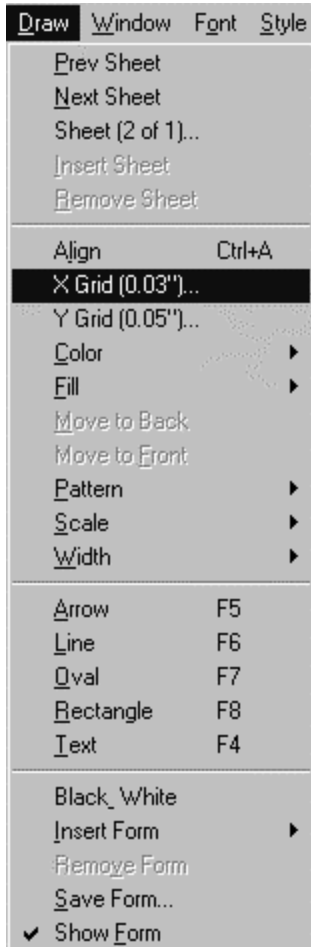 Draw Window Font Style
Prev Sheet
Next Sheet
Sheet (2 of 1)...
Insert Sheet
Remove Sheet
Align Ctrl+A
X Grid (0.03")...
Y Grid (0.05")...
Color
Fill
Move to Back
Move to Front
Pattern
Scale
Width
Arrow F5
Line F6
Oval F7
Rectangle F8
Text F4
Black_White
Insert Form
Remove Form
Save Form...
Show Form